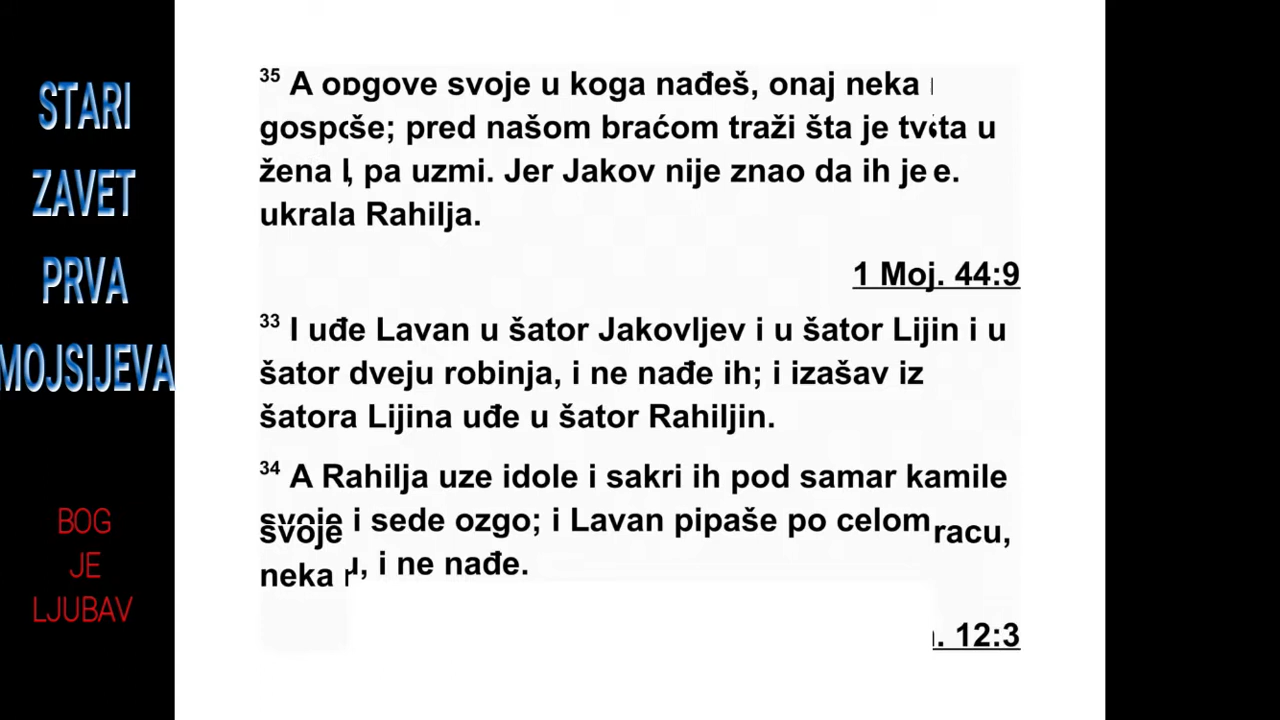 STARI
ZAVET
PRVA
MOJSIJEVA
BOG
JE
LJUBAV
35 A svoje u koga nađeš, onaj neka
pred našom braćom traži šta je u
žena pa uzmi. Jer Jakov nije znao da ih je
ukrala Rahilja.
1 Moj. 44:9
33 I uđe Lavan u šator Jakovljev i u šator Lijin i u
šator dveju robinja, i ne nađe ih; i izašav iz
šatora Lijina uđe u šator Rahiljin.
34 A Rahilja uze idole i sakri ih pod samar kamile
svoje i sede ozgo; i Lavan pipaše po celom
neka i ne nađe.
12:3